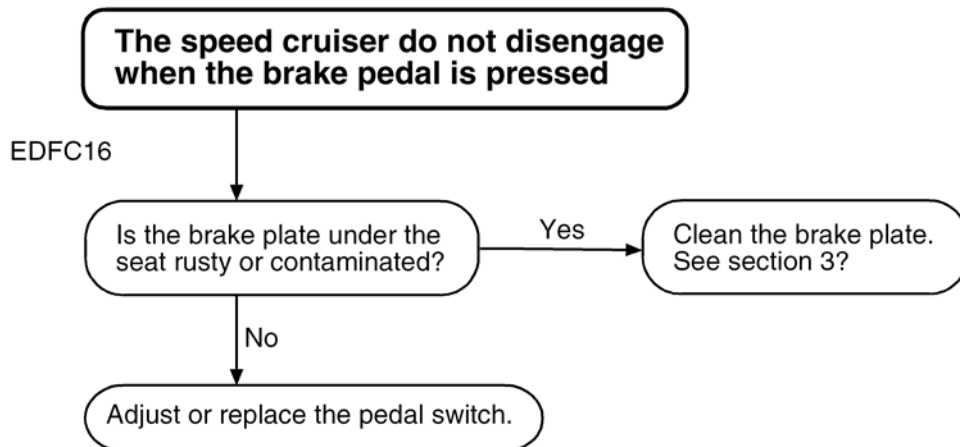 The speed cruiser do not disengage
when the brake pedal is pressed
EDFC16
Is the brake plate under the
seat rusty or contaminated?
Yes
Clean the brake plate.
See section 3?
No
Adjust or replace the pedal switch.